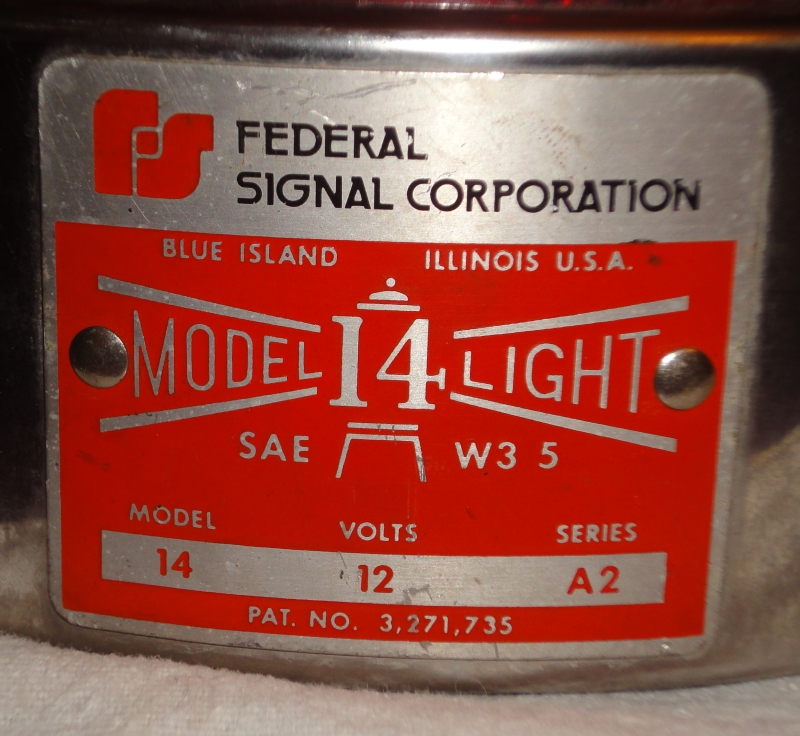 FS
FEDERAL
SIGNAL CORPORATION
BLUE ISLAND ILLINOIS U.S.A.
MODEL 14 LIGHT
SAE W3 5
MODEL VOLTS SERIES
14 12 A2
PAT. NO. 3,271,735